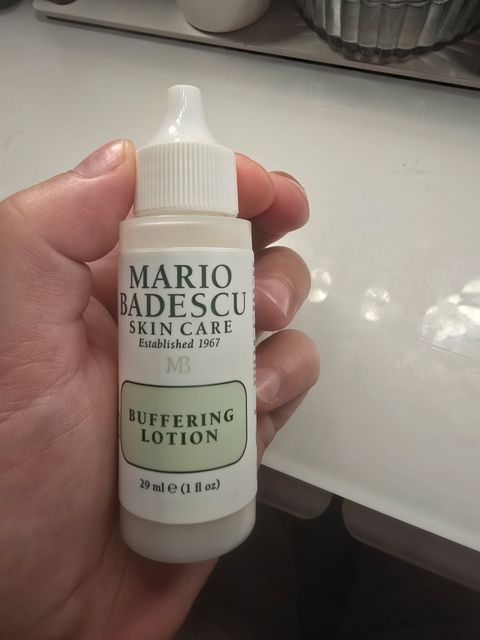 MARIO
BADESCU
SKIN CARE
Established 1967
MB
BUFFERING
LOTION
29 ml ℮ (1 fl oz)